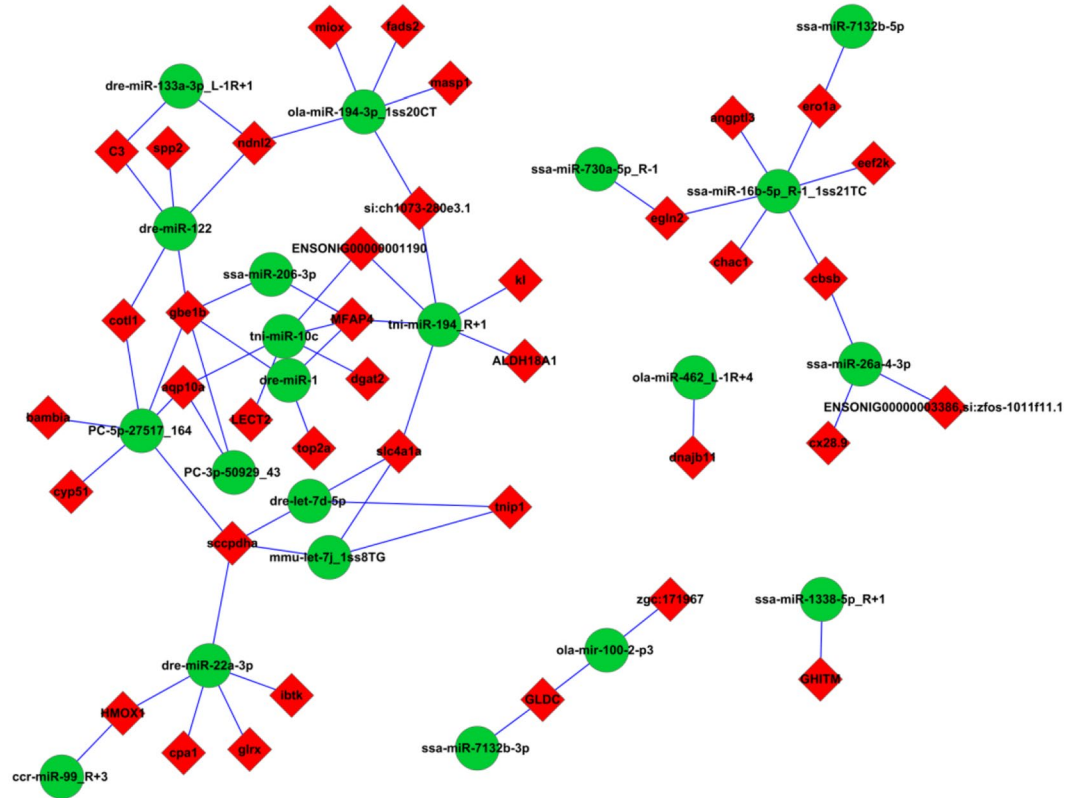 miox
fads2
ssa-miR-7132b-5p
dre-miR-133a-3p_L-1R+1
masp1
ola-miR-194-3p_1ss20CT
ero1a
angptl3
C3
spp2
ndnl2
eef2k
ssa-miR-730a-5p_R-1
ssa-miR-16b-5p_R-1_1ss21TC
si:ch1073-280e3.1
egln2
dre-miR-122
ENSONIG00000001190
chac1
ssa-miR-206-3p
cbsb
kl
gbe1b
cotl1
MFAP4
tni-miR-194_R+1
tni-miR-10c
ALDH18A1
ssa-miR-26a-4-3p
ola-miR-462_L-1R+4
dre-miR-1
dgat2
aqp10a
ENSONIG00000003386,si:zfos-1011f11.1
bambia
LECT2
PC-5p-27517_164
top2a
slc4a1a
cx28.9
dnajb11
PC-3p-50929_43
cyp51
dre-let-7d-5p
tnip1
sccpdha
mmu-let-7j_1ss8TG
zgc:171967
ssa-miR-1338-5p_R+1
ola-mir-100-2-p3
dre-miR-22a-3p
GHITM
ibtk
GLDC
HMOX1
ssa-miR-7132b-3p
cpa1
glrx
ccr-miR-99_R+3